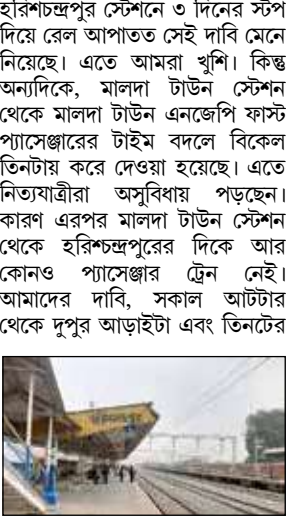 হরিশচন্দ্রপুর স্টেশনে ৩ দিনের স্টপ
দিয়ে রেল আপাতত সেই দাবি মেনে
নিয়েছে। এতে আমরা খুশি। কিন্তু
অন্যদিকে, মালদা টাউন স্টেশন
থেকে মালদা টাউন এনজেপি ফাস্ট
প্যাসেঞ্জারের টাইম বদলে বিকেল
তিনটায় করে দেওয়া হয়েছে। এতে
নিত্যযাত্রীরা অসুবিধায় পড়ছেন।
কারণ এরপর মালদা টাউন স্টেশন
থেকে হরিশ্চন্দ্রপুরের দিকে আর
কোনও প্যাসেঞ্জার ট্রেন নেই।
আমাদের দাবি, সকাল আটটার
থেকে দুপুর আড়াইটা এবং তিনটের